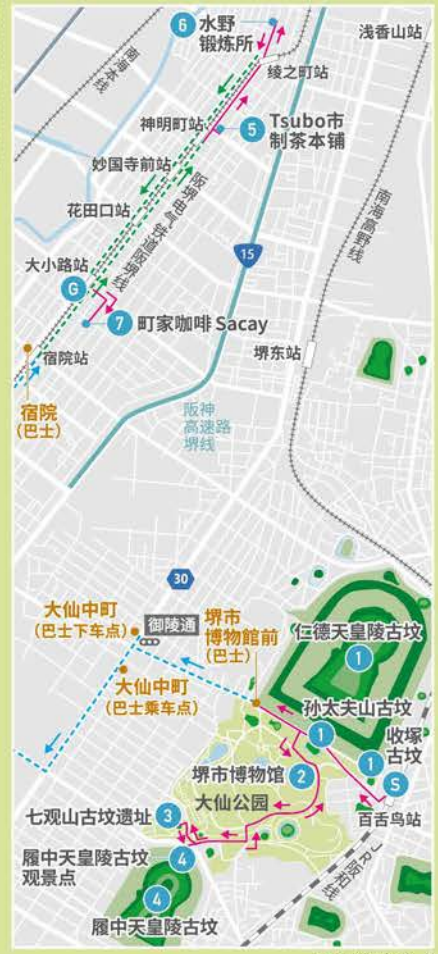 6 水野
锻炼所
浅香山站
南海本线
绫之町站
神明町站
5 Tsubo市
制茶本铺
妙国寺前站
花田口站
阪堺电气铁道阪堺线
南海高野线
15
大小路站
G
7 町家咖啡 Sacay
宿院站
堺东站
宿院
(巴士)
阪神
高速路
堺线
30
大仙中町
(巴士下车点)
御陵通
堺市
博物馆前
(巴士)
仁德天皇陵古坟
1
大仙中町
(巴士乘车点)
孙太夫山古坟
1
收塚
古坟
1
S
堺市博物馆 2
大仙公园
百舌鸟站
七观山古坟遗址 3
JR阪和线
履中天皇陵古坟
观景点
4
4
履中天皇陵古坟